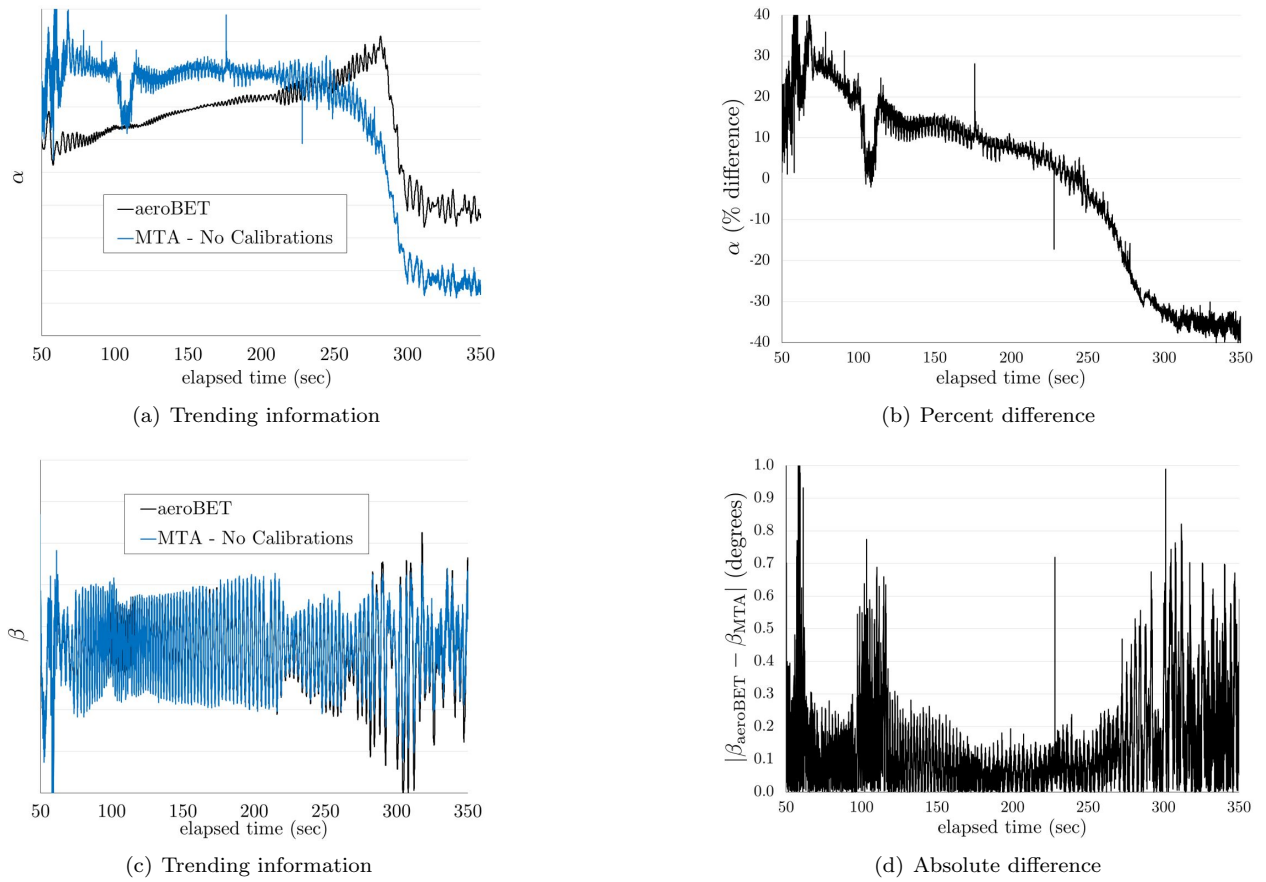 α
aeroBET
MTA - No Calibrations
50 100 150 200 250 300 350
elapsed time (sec)
(a) Trending information
α (% difference)
40
30
20
10
0
-10
-20
-30
-40
50 100 150 200 250 300 350
elapsed time (sec)
(b) Percent difference
β
aeroBET
MTA - No Calibrations
50 100 150 200 250 300 350
elapsed time (sec)
(c) Trending information
|βaeroBET − βMTA| (degrees)
1.0
0.9
0.8
0.7
0.6
0.5
0.4
0.3
0.2
0.1
0.0
50 100 150 200 250 300 350
elapsed time (sec)
(d) Absolute difference